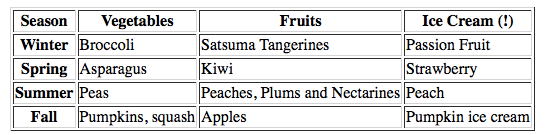 Season Vegetables Fruits Ice Cream (!)
Winter Broccoli Satsuma Tangerines Passion Fruit
Spring Asparagus Kiwi Strawberry
Summer Peas Peaches, Plums and Nectarines Peach
Fall Pumpkins, squash Apples Pumpkin ice cream